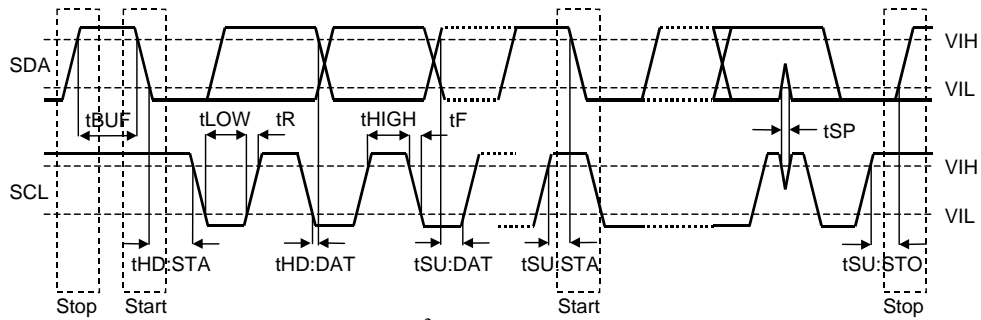 VIH
SDA
VIL
tBUF
tLOW
tR
tHIGH
tF
tSP
VIH
SCL
VIL
tHD:STA
tHD:DAT
tSU:DAT
tSU:STA
tSU:STO
Stop
Start
Start
Stop